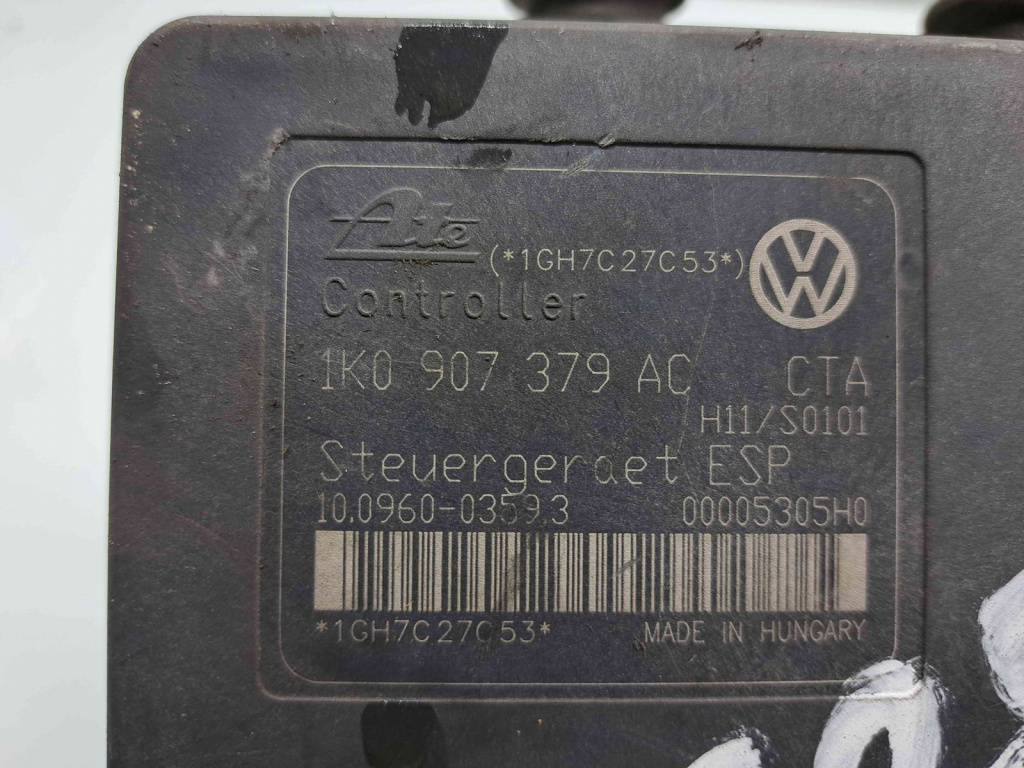 Ate (*1GH7C27C53*)
Controller
1K0 907 379 AC CTA
H11/S0101
Steuergeraet ESP
10.0960-0359.3 00005305H0
*1GH7C27C53* MADE IN HUNGARY